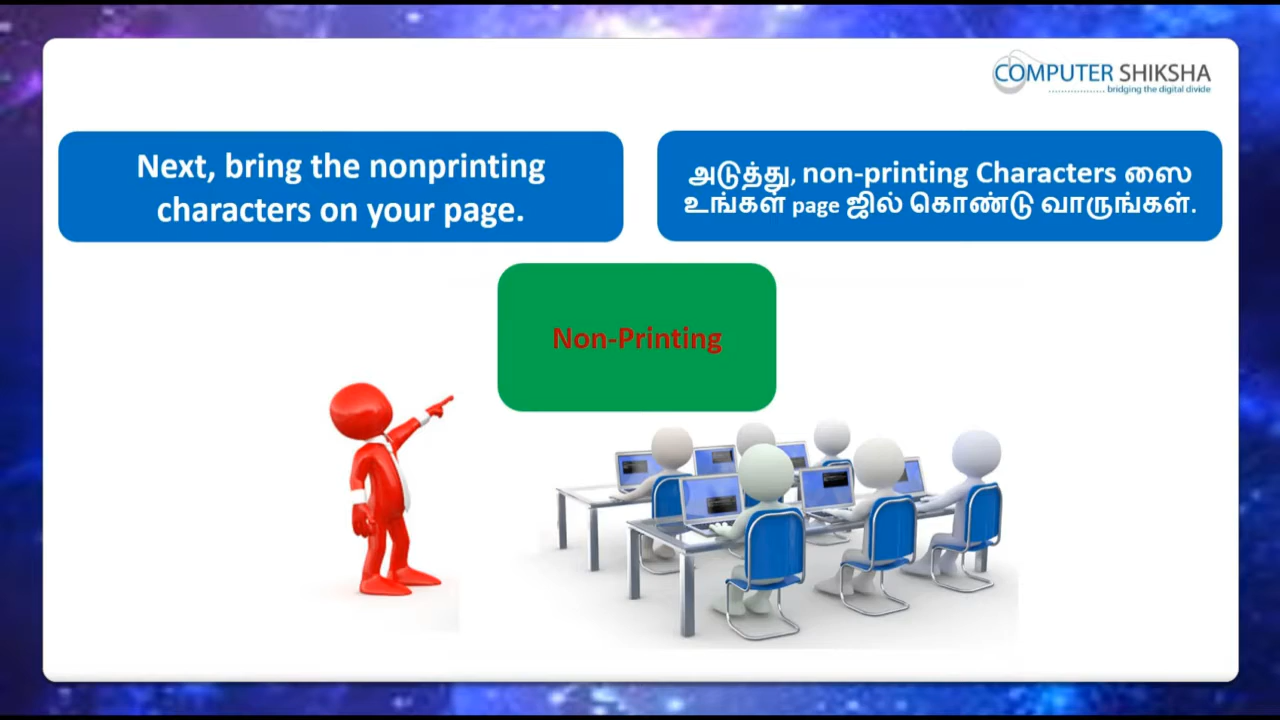 COMPUTER SHIKSHA
bridging the digital divide
Next, bring the nonprinting
characters on your page.
அடுத்து, non-printing Characters ஸை
உங்கள் page ஜில் கொண்டு வாருங்கள்.
Non-Printing